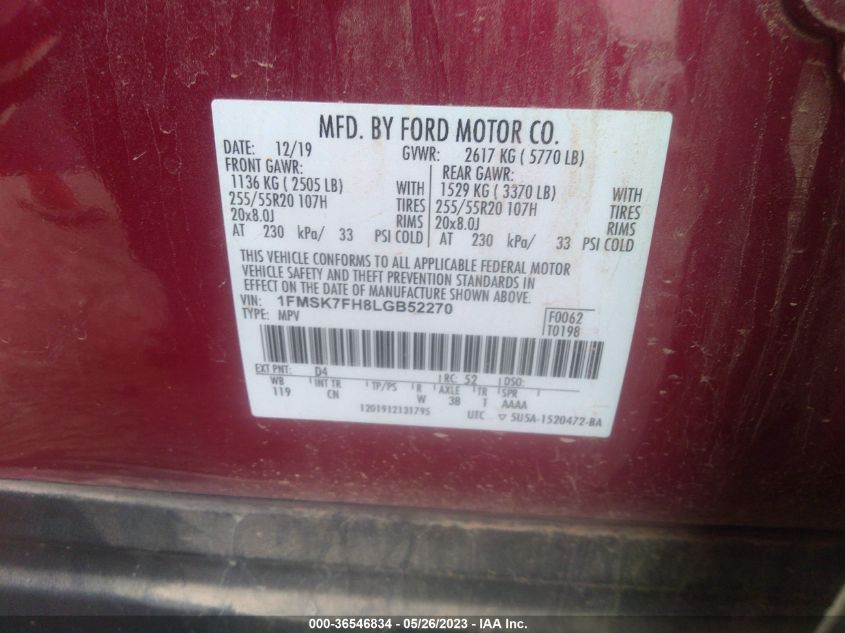 MFD. BY FORD MOTOR CO.
DATE: 12/19 GVWR: 2617 KG ( 5770 LB)
FRONT GAWR: REAR GAWR:
1136 KG ( 2505 LB) WITH 1529 KG ( 3370 LB) WITH
255/55R20 107H TIRES 255/55R20 107H TIRES
20x8.0J RIMS 20x8.0J RIMS
AT 230 kPa/ 33 PSI COLD AT 230 kPa/ 33 PSI COLD
THIS VEHICLE CONFORMS TO ALL APPLICABLE FEDERAL MOTOR
VEHICLE SAFETY AND THEFT PREVENTION STANDARDS IN
EFFECT ON THE DATE OF MANUFACTURE SHOWN ABOVE.
VIN: 1FMSK7FH8LGB52270 F0062
TYPE: MPV T0198
EXT PNT: D4 RC: 52 DSO:
WB INT TR TP/PS R AXLE TR SPR
119 CN W 38 T AAAA
1201912131795 UTC ▽ 5U5A-1520472-BA
000-36546834 - 05/26/2023 - IAA Inc.